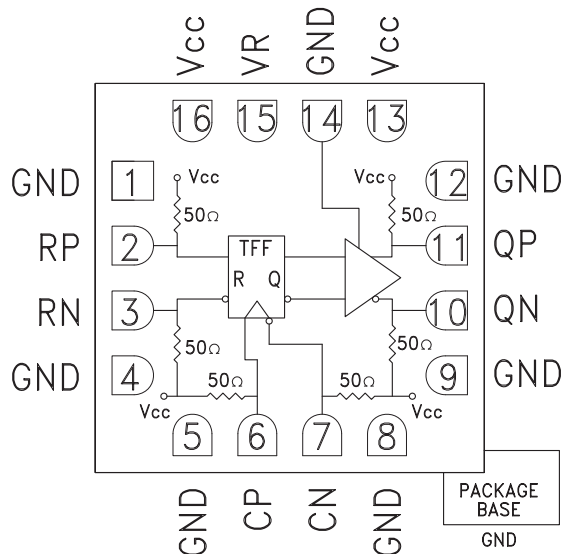 Vcc VR GND Vcc
16 15 14 13
GND 1 Vcc Vcc 12 GND
50Ω 50Ω
RP 2 TFF 11 QP
R Q
RN 3 10 QN
50Ω 50Ω
GND 4 50Ω 50Ω 9 GND
Vcc Vcc
5 6 7 8
GND CP CN GND
PACKAGE
BASE
GND